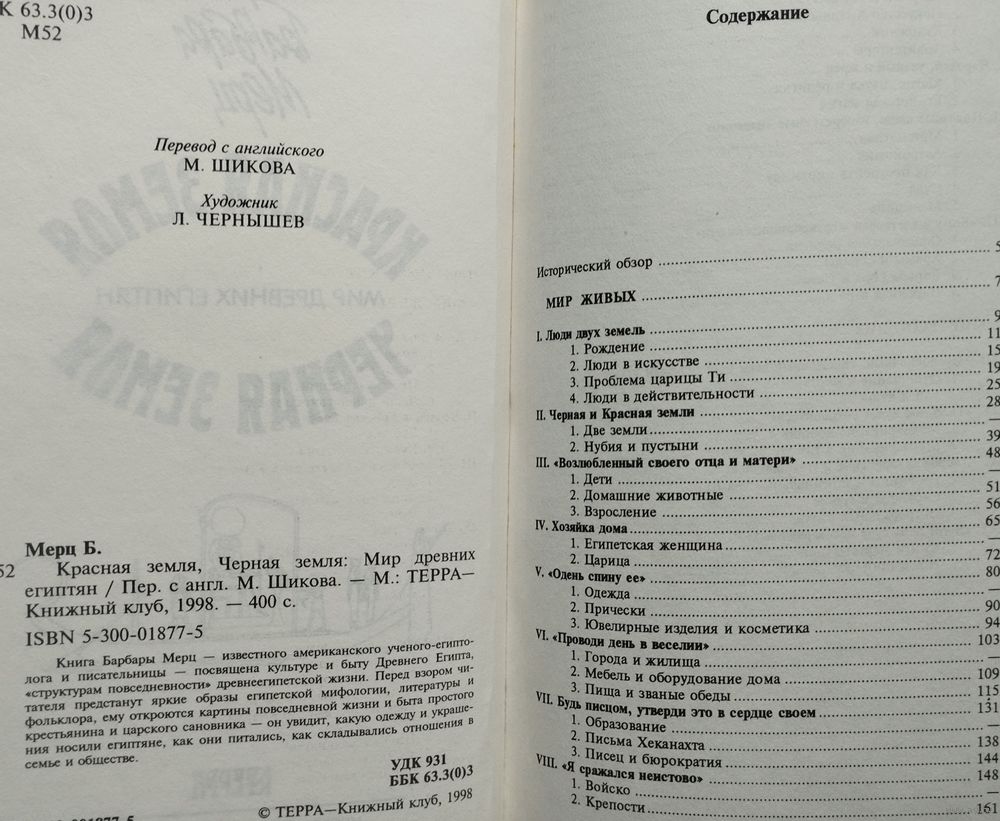 К 63.3(0)3
М52
Перевод с английского
М. ШИКОВА
Художник
Л. ЧЕРНЫШЕВ
Мерц Б.
52 Красная земля, Черная земля: Мир древних
египтян / Пер. с англ. М. Шикова. — М.: ТЕРРА—
Книжный клуб, 1998. — 400 с.
ISBN 5-300-01877-5
Книга Барбары Мерц — известного американского ученого-египто-
лога и писательницы — посвящена культуре и быту Древнего Египта,
«структурам повседневности» древнеегипетской жизни. Перед взором чи-
тателя предстанут яркие образы египетской мифологии, литературы и
фольклора, ему откроются картины повседневной жизни и быта простого
крестьянина и царского сановника — он увидит, какую одежду и украше-
ния носили египтяне, как они питались, как складывались отношения в
семье и обществе.
УДК 931
ББК 63.3(0)3
© ТЕРРА—Книжный клуб, 1998
Содержание
Исторический обзор 5
МИР ЖИВЫХ 7
I. Люди двух земель 9
1. Рождение 11
2. Люди в искусстве 15
3. Проблема царицы Ти 19
4. Люди в действительности 25
II. Черная и Красная земли 28
1. Две земли —
2. Нубия и пустыни 39
III. «Возлюбленный своего отца и матери» 48
1. Дети —
2. Домашние животные 51
3. Взросление 56
IV. Хозяйка дома 65
1. Египетская женщина —
2. Царица 72
V. «Одень спину ее» 80
1. Одежда —
2. Прически 90
3. Ювелирные изделия и косметика 94
VI. «Проводи день в веселии» 103
1. Города и жилища —
2. Мебель и оборудование дома 109
3. Пища и званые обеды 115
VII. Будь писцом, утверди это в сердце своем 131
1. Образование —
2. Письма Хеканахта 138
3. Писец и бюрократия 144
VIII. «Я сражался неистово» 148
1. Войско —
2. Крепости 161